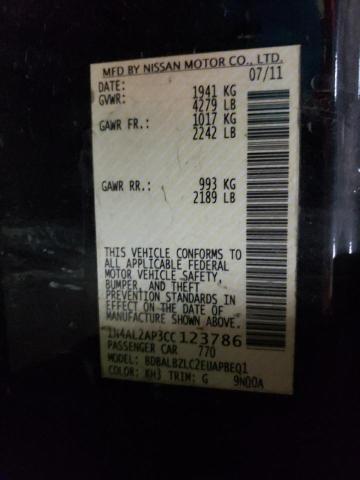 MFD BY NISSAN MOTOR CO., LTD.
DATE: 07/11
GVWR: 1941 KG
4279 LB
GAWR FR.: 1017 KG
2242 LB
GAWR RR.: 993 KG
2189 LB
THIS VEHICLE CONFORMS TO
ALL APPLICABLE FEDERAL
MOTOR VEHICLE SAFETY,
BUMPER, AND THEFT
PREVENTION STANDARDS IN
EFFECT ON THE DATE OF
MANUFACTURE SHOWN ABOVE.
1N4AL2AP3CC123786
PASSENGER CAR 770
MODEL: BDBALBZLC2EUAPBEQ1
COLOR: KH3 TRIM: G 9N00A